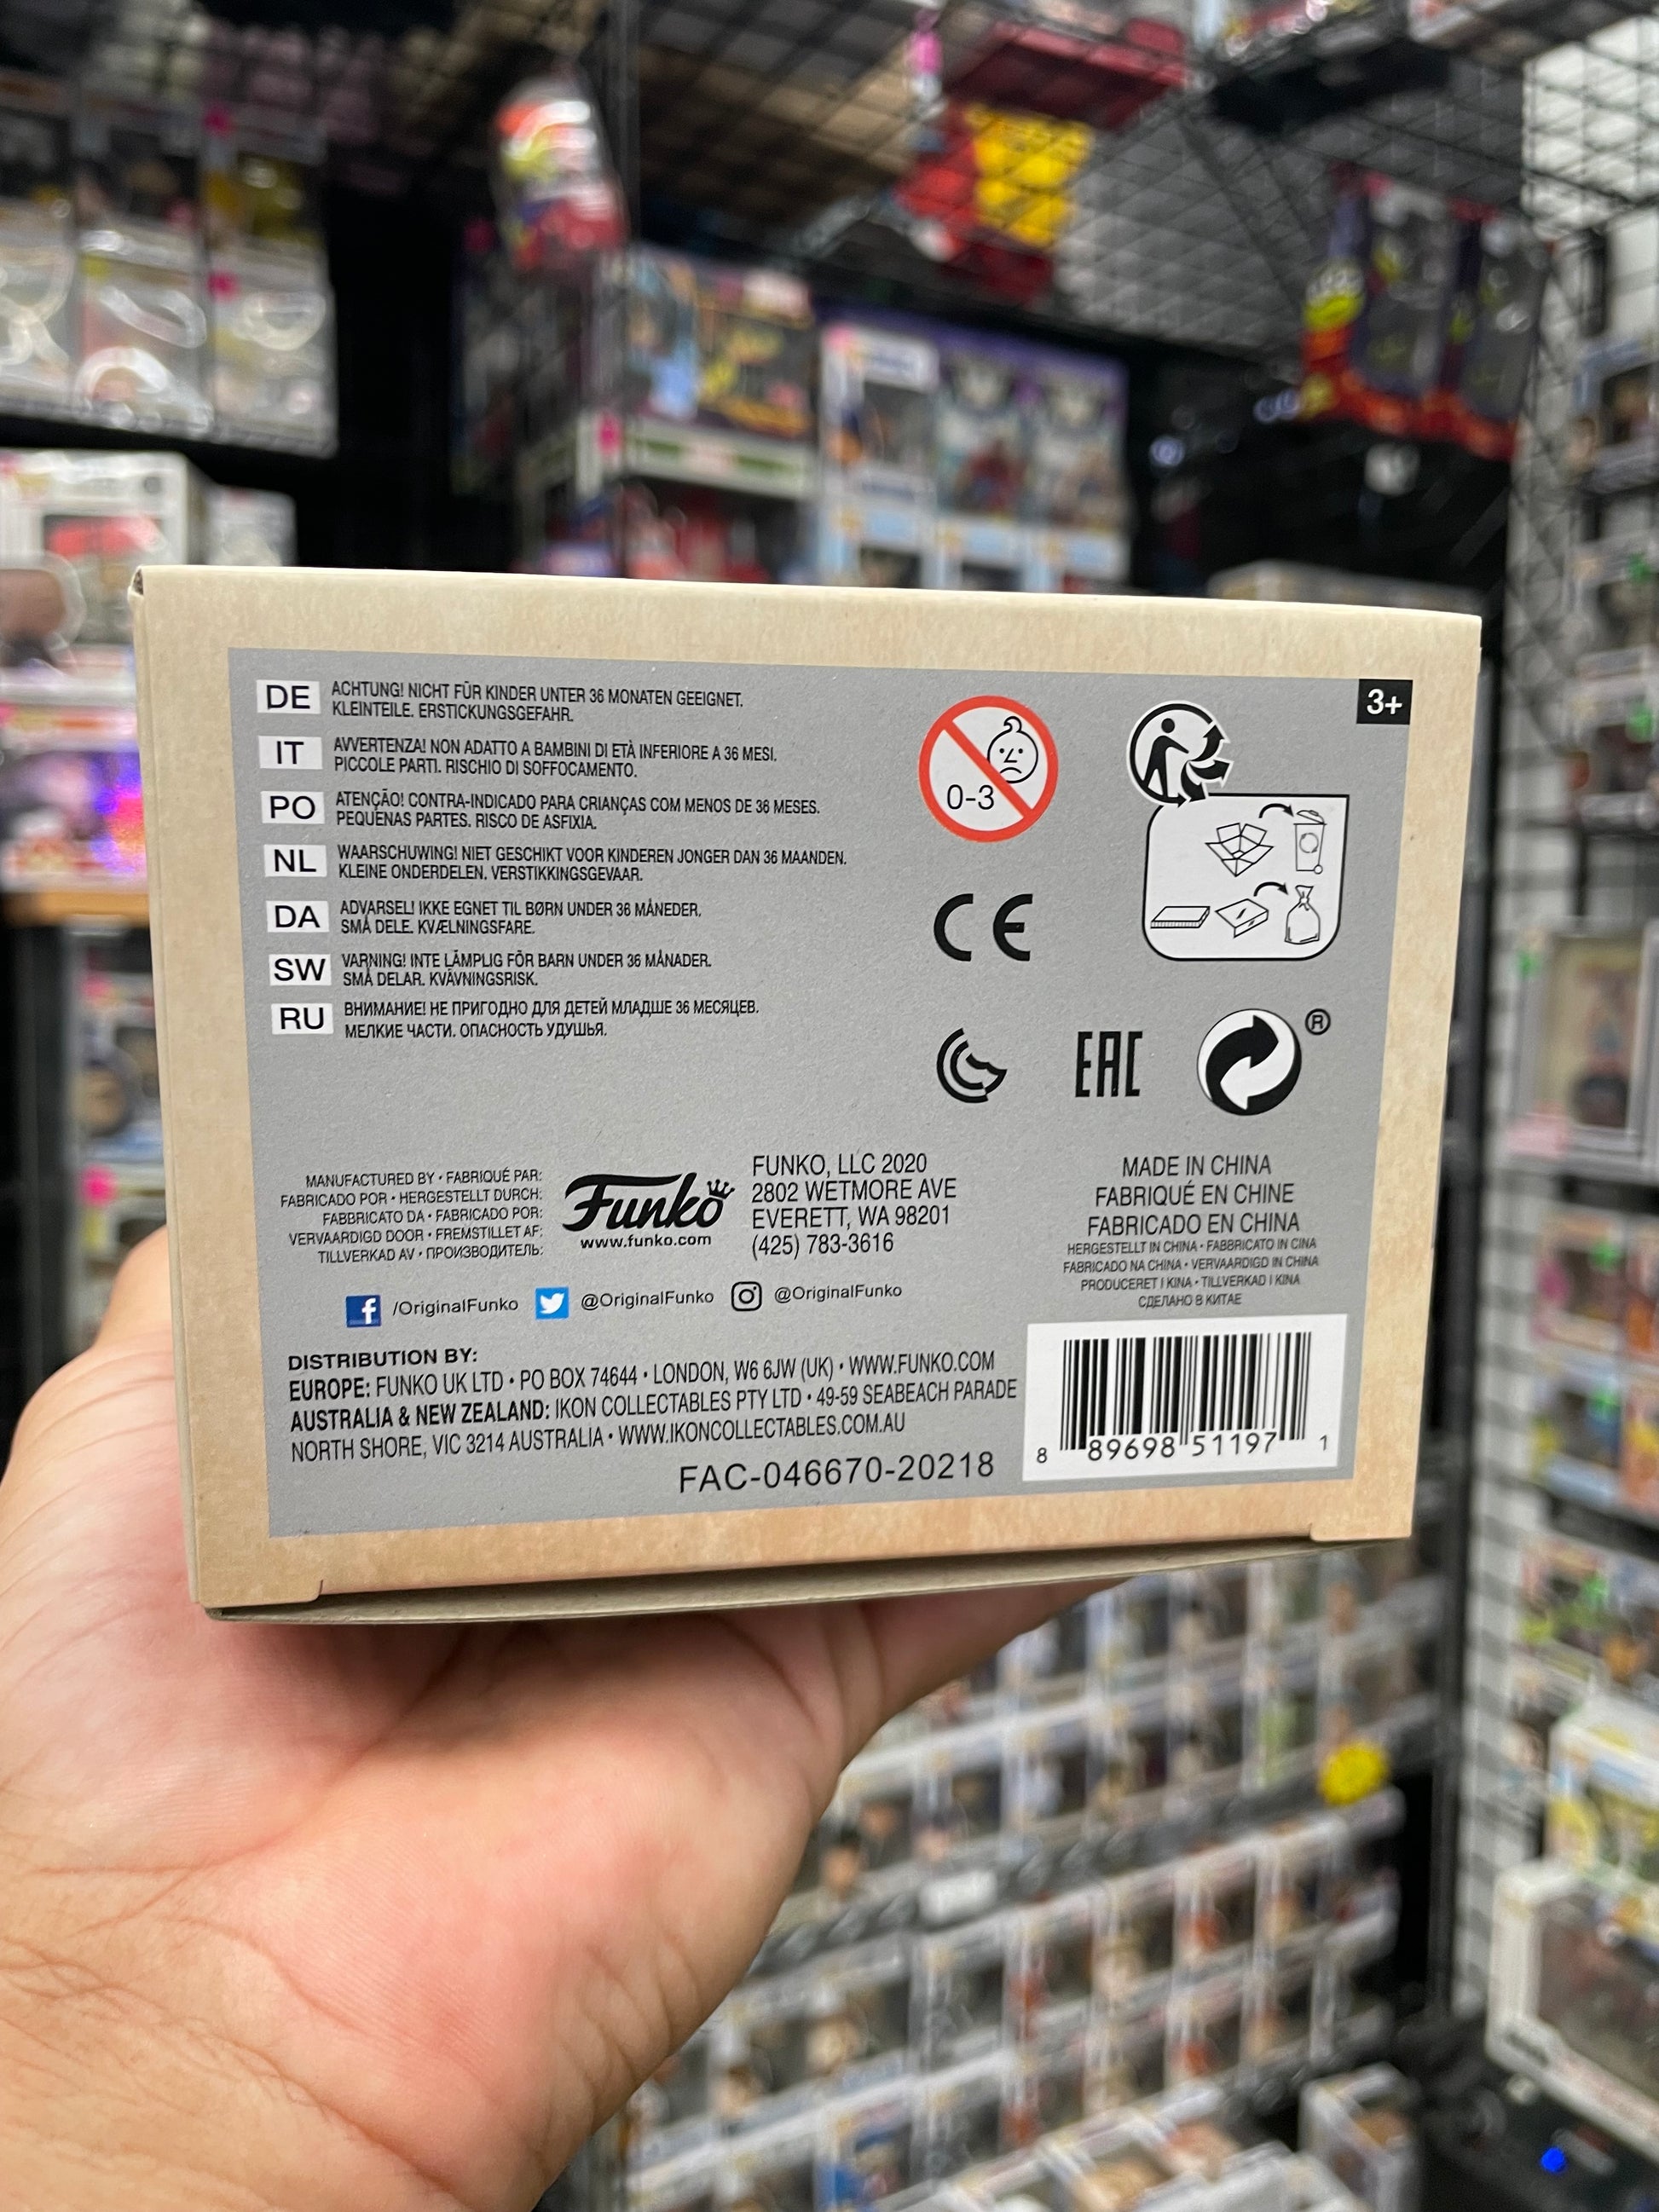 DE ACHTUNG! NICHT FÜR KINDER UNTER 36 MONATEN GEEIGNET.
KLEINTEILE. ERSTICKUNGSGEFAHR.
IT AVVERTENZA! NON ADATTO A BAMBINI DI ETÀ INFERIORE A 36 MESI.
PICCOLE PARTI. RISCHIO DI SOFFOCAMENTO.
PO ATENÇÃO! CONTRA-INDICADO PARA CRIANÇAS COM MENOS DE 36 MESES.
PEQUENAS PARTES. RISCO DE ASFIXIA.
NL WAARSCHUWING! NIET GESCHIKT VOOR KINDEREN JONGER DAN 36 MAANDEN.
KLEINE ONDERDELEN. VERSTIKKINGSGEVAAR.
DA ADVARSEL! IKKE EGNET TIL BØRN UNDER 36 MÅNEDER.
SMÅ DELE. KVÆLNINGSFARE.
SW VARNING! INTE LÄMPLIG FÖR BARN UNDER 36 MÅNADER.
SMÅ DELAR. KVÄVNINGSRISK.
RU ВНИМАНИЕ! НЕ ПРИГОДНО ДЛЯ ДЕТЕЙ МЛАДШЕ 36 МЕСЯЦЕВ.
МЕЛКИЕ ЧАСТИ. ОПАСНОСТЬ УДУШЬЯ.
0-3
3+
CE
EAC
®
MANUFACTURED BY • FABRIQUÉ PAR:
FABRICADO POR • HERGESTELLT DURCH:
FABBRICATO DA • FABRICADO POR:
VERVAARDIGD DOOR • FREMSTILLET AF:
TILLVERKAD AV • ПРОИЗВОДИТЕЛЬ:
Funko
www.funko.com
FUNKO, LLC 2020
2802 WETMORE AVE
EVERETT, WA 98201
(425) 783-3616
MADE IN CHINA
FABRIQUÉ EN CHINE
FABRICADO EN CHINA
HERGESTELLT IN CHINA • FABBRICATO IN CINA
FABRICADO NA CHINA • VERVAARDIGD IN CHINA
PRODUCERET I KINA • TILLVERKAD I KINA
СДЕЛАНО В КИТАЕ
f /OriginalFunko @OriginalFunko @OriginalFunko
DISTRIBUTION BY:
EUROPE: FUNKO UK LTD • PO BOX 74644 • LONDON, W6 6JW (UK) • WWW.FUNKO.COM
AUSTRALIA & NEW ZEALAND: IKON COLLECTABLES PTY LTD • 49-59 SEABEACH PARADE
NORTH SHORE, VIC 3214 AUSTRALIA • WWW.IKONCOLLECTABLES.COM.AU
FAC-046670-20218
8 89698 51197 1